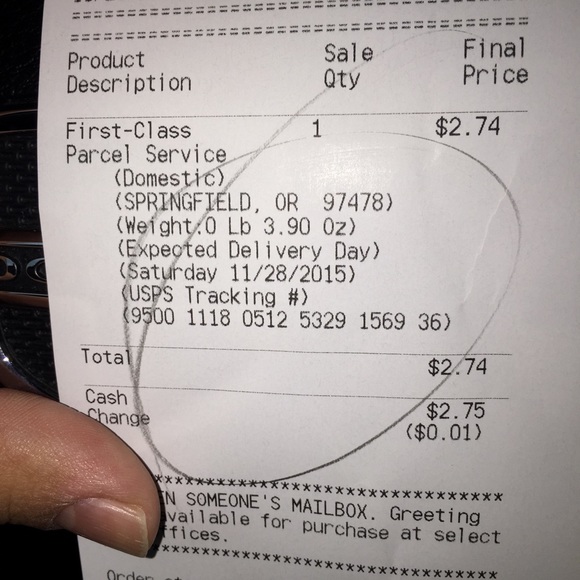 Product Sale Final
Description Qty Price
First-Class 1 $2.74
Parcel Service
(Domestic)
(SPRINGFIELD, OR 97478)
(Weight:0 Lb 3.90 Oz)
(Expected Delivery Day)
(Saturday 11/28/2015)
(USPS Tracking #)
(9500 1118 0512 5329 1569 36)
Total $2.74
Cash $2.75
Change ($0.01)
SOMEONE'S MAILBOX. Greeting
available for purchase at select